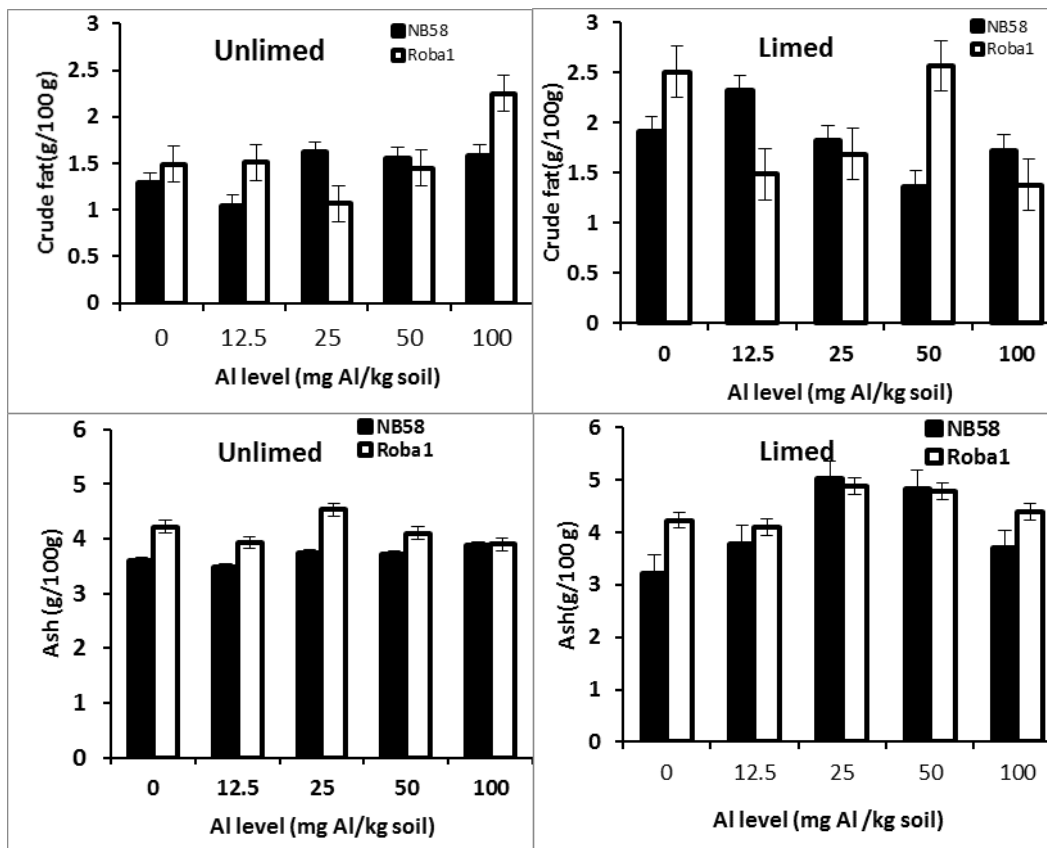 Unlimed
NB58
Roba1
Crude fat(g/100g)
3
2.5
2
1.5
1
0.5
0
0 12.5 25 50 100
Al level (mg Al/kg soil)
Limed
NB58
Roba1
Crude fat(g/100g)
3
2.5
2
1.5
1
0.5
0
0 12.5 25 50 100
Al level (mg Al/kg soil)
Unlimed
NB58
Roba1
Ash (g/100g)
6
5
4
3
2
1
0
0 12.5 25 50 100
Al level (mg Al/kg soil)
Limed
NB58
Roba1
Ash(g/100g)
6
5
4
3
2
1
0
0 12.5 25 50 100
Al level (mg Al /kg soil)